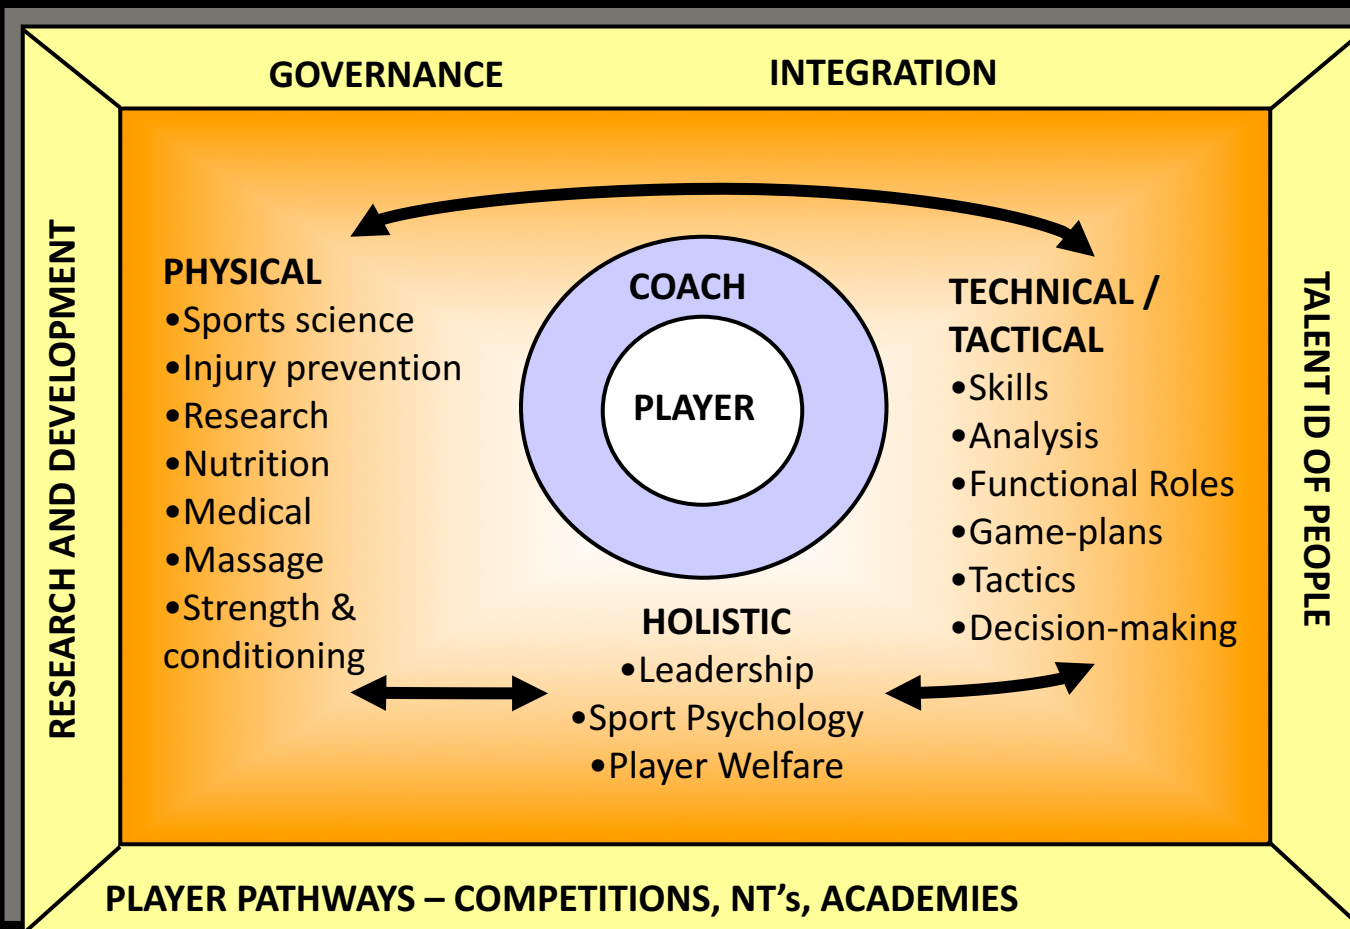 GOVERNANCE
INTEGRATION
RESEARCH AND DEVELOPMENT
PHYSICAL
•Sports science
•Injury prevention
•Research
•Nutrition
•Medical
•Massage
•Strength &
conditioning
COACH
PLAYER
HOLISTIC
•Leadership
•Sport Psychology
•Player Welfare
TECHNICAL /
TACTICAL
•Skills
•Analysis
•Functional Roles
•Game-plans
•Tactics
•Decision-making
TALENT ID OF PEOPLE
PLAYER PATHWAYS – COMPETITIONS, NT's, ACADEMIES